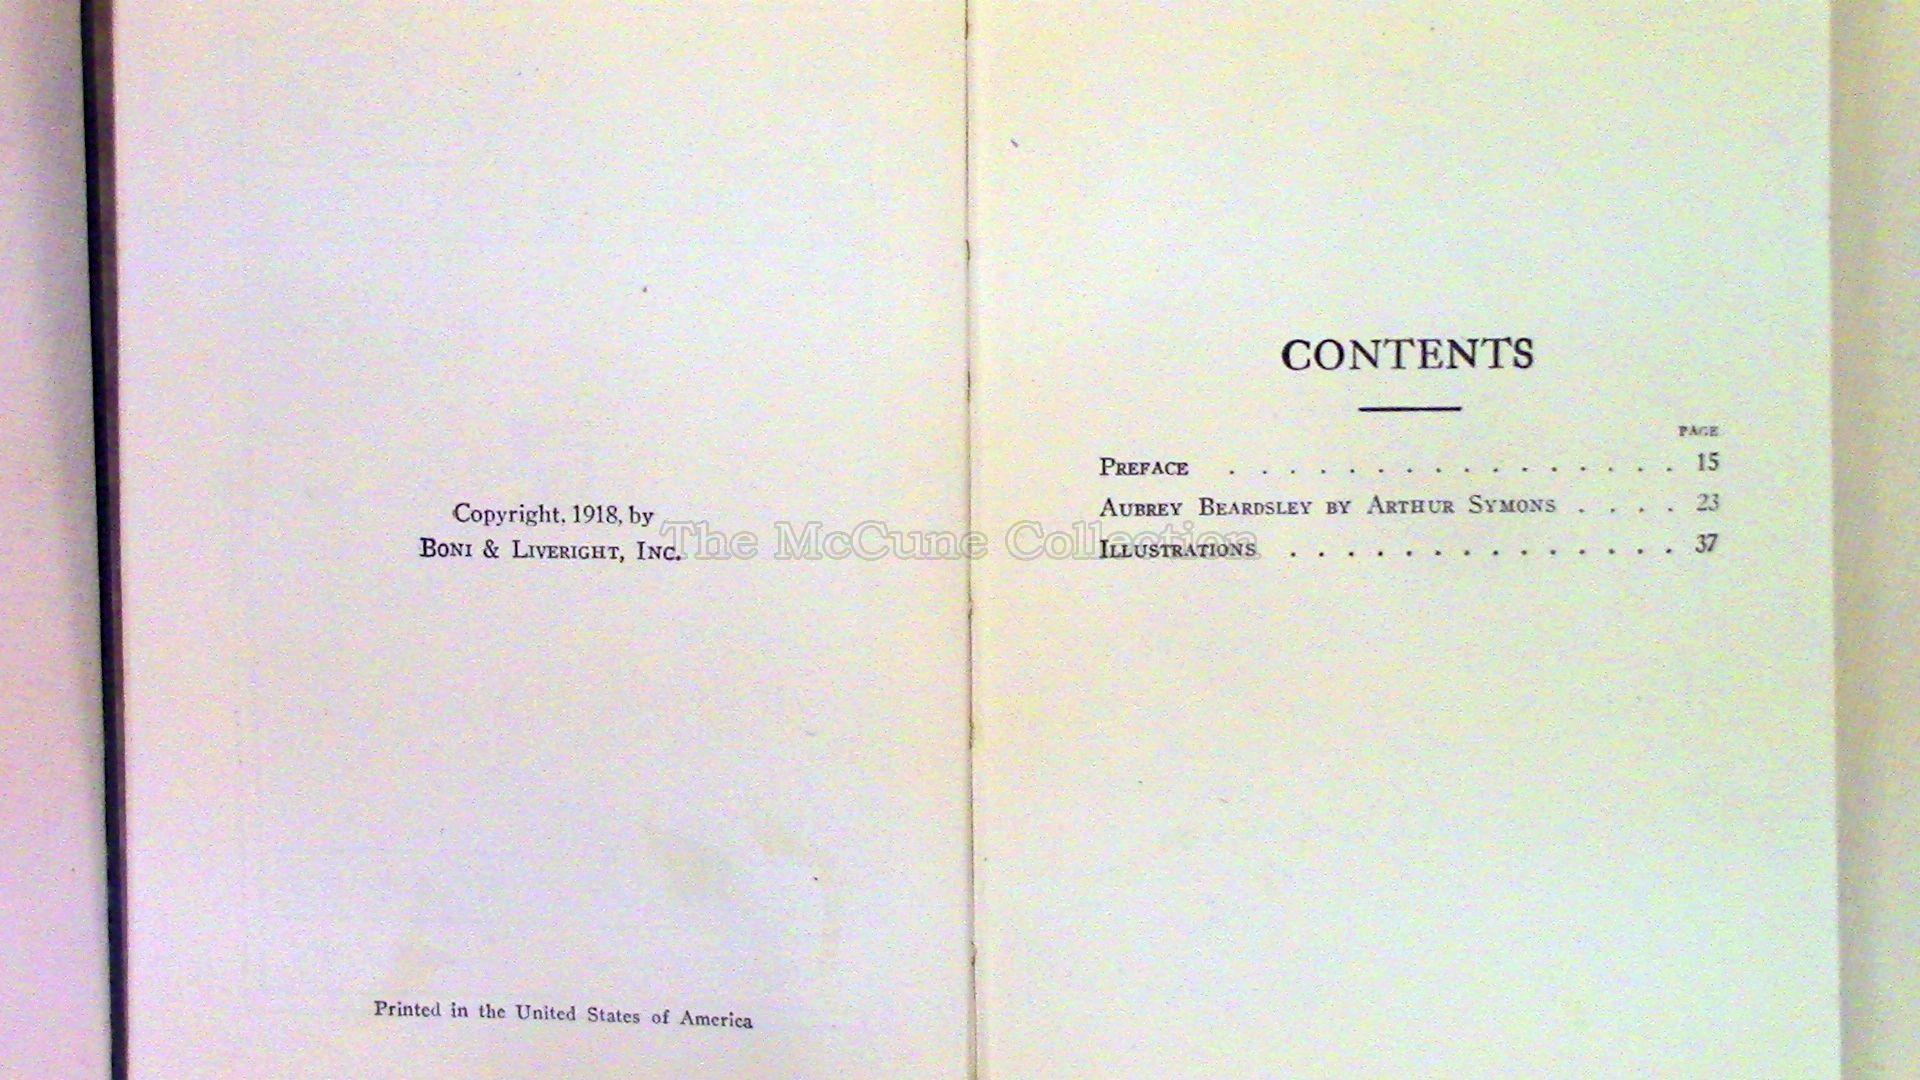 Copyright, 1918, by
BONI & LIVERIGHT, INC.
Printed in the United States of America
The McCune Collection
CONTENTS
PAGE
PREFACE . . . . . . . . . . . . . . . . 15
AUBREY BEARDSLEY BY ARTHUR SYMONS . . . . 23
ILLUSTRATIONS . . . . . . . . . . . . . . 37